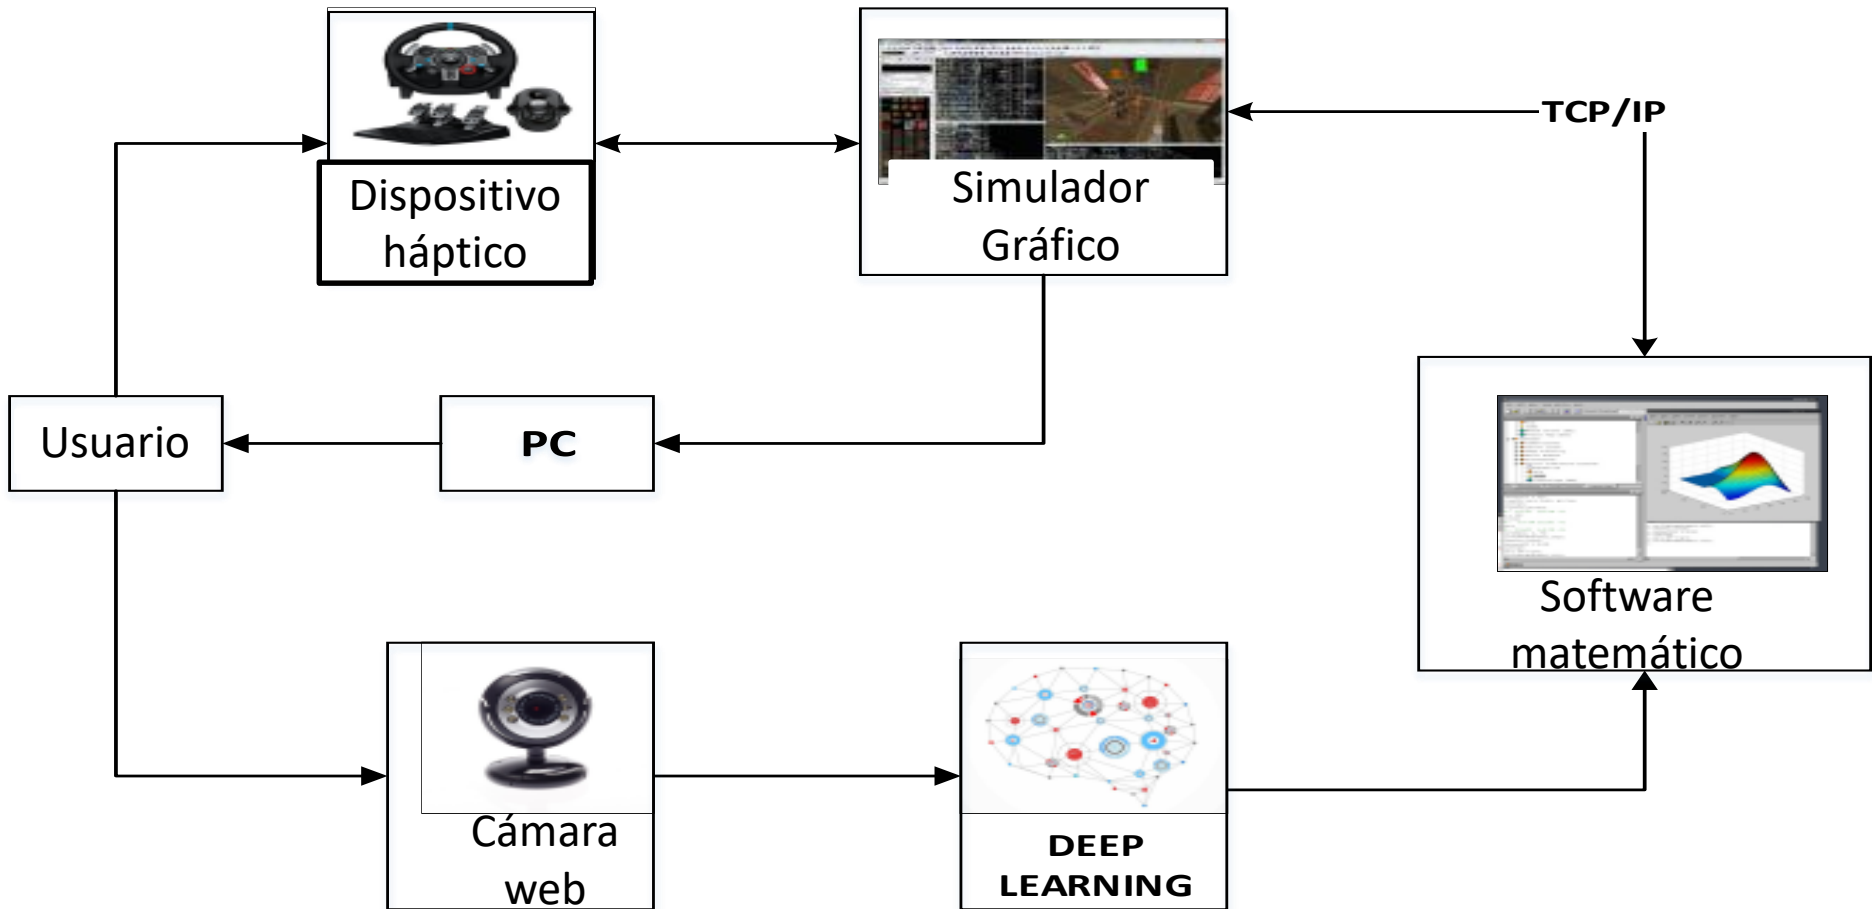 Dispositivo
háptico
Simulador
Gráfico
TCP/IP
Usuario
PC
Software
matemático
Cámara
web
DEEP
LEARNING